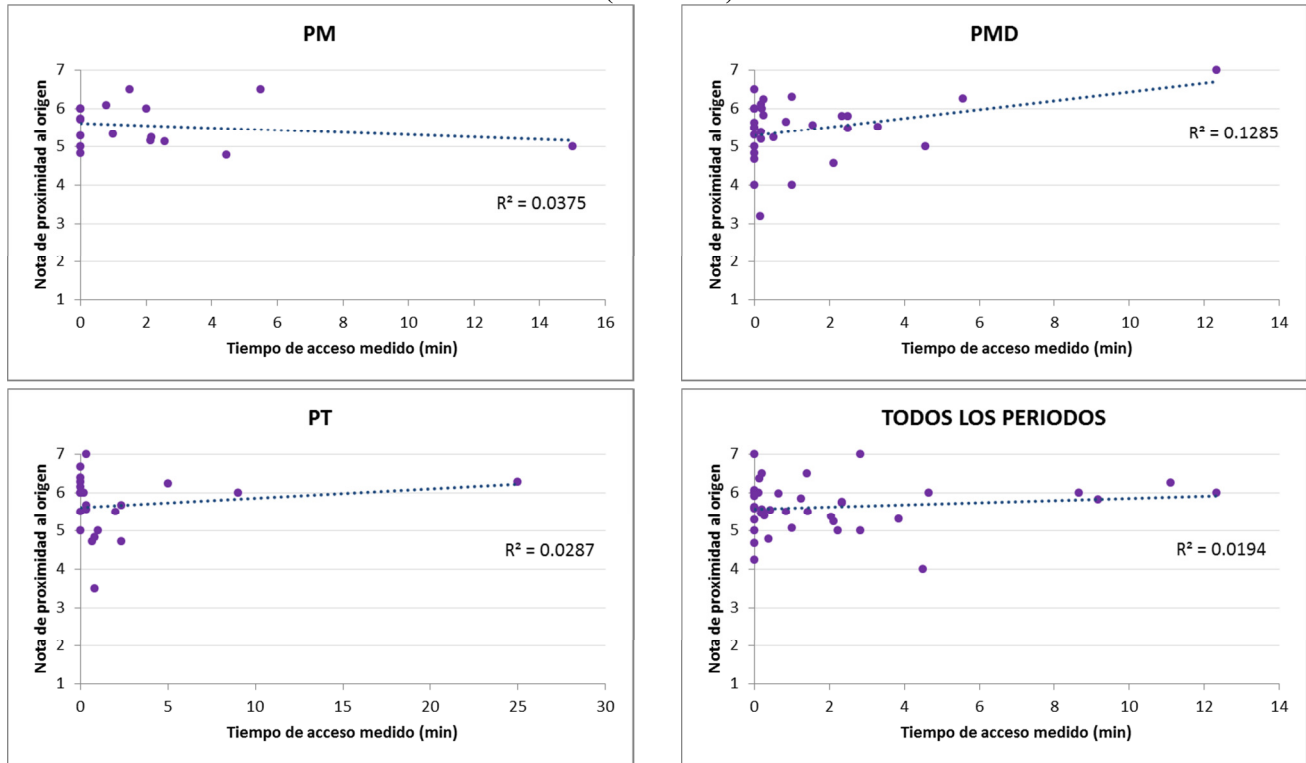 PM
7
6
5
4
3
2
1
Nota de proximidad al origen
R² = 0.0375
0 2 4 6 8 10 12 14 16
Tiempo de acceso medido (min)
PMD
7
6
5
4
3
2
1
Nota de proximidad al origen
R² = 0.1285
0 2 4 6 8 10 12 14
Tiempo de acceso medido (min)
PT
7
6
5
4
3
2
1
Nota de proximidad al origen
R² = 0.0287
0 5 10 15 20 25 30
Tiempo de acceso medido (min)
TODOS LOS PERIODOS
7
6
5
4
3
2
1
Nota de proximidad al origen
R² = 0.0194
0 2 4 6 8 10 12 14
Tiempo de acceso medido (min)